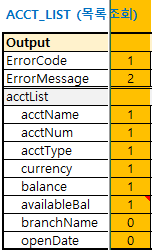 ACCT_LIST (목록조회)
Output
ErrorCode 1
ErrorMessage 2
acctList
acctName 1
acctNum 1
acctType 1
currency 1
balance 1
availableBal 1
branchName 0
openDate 0